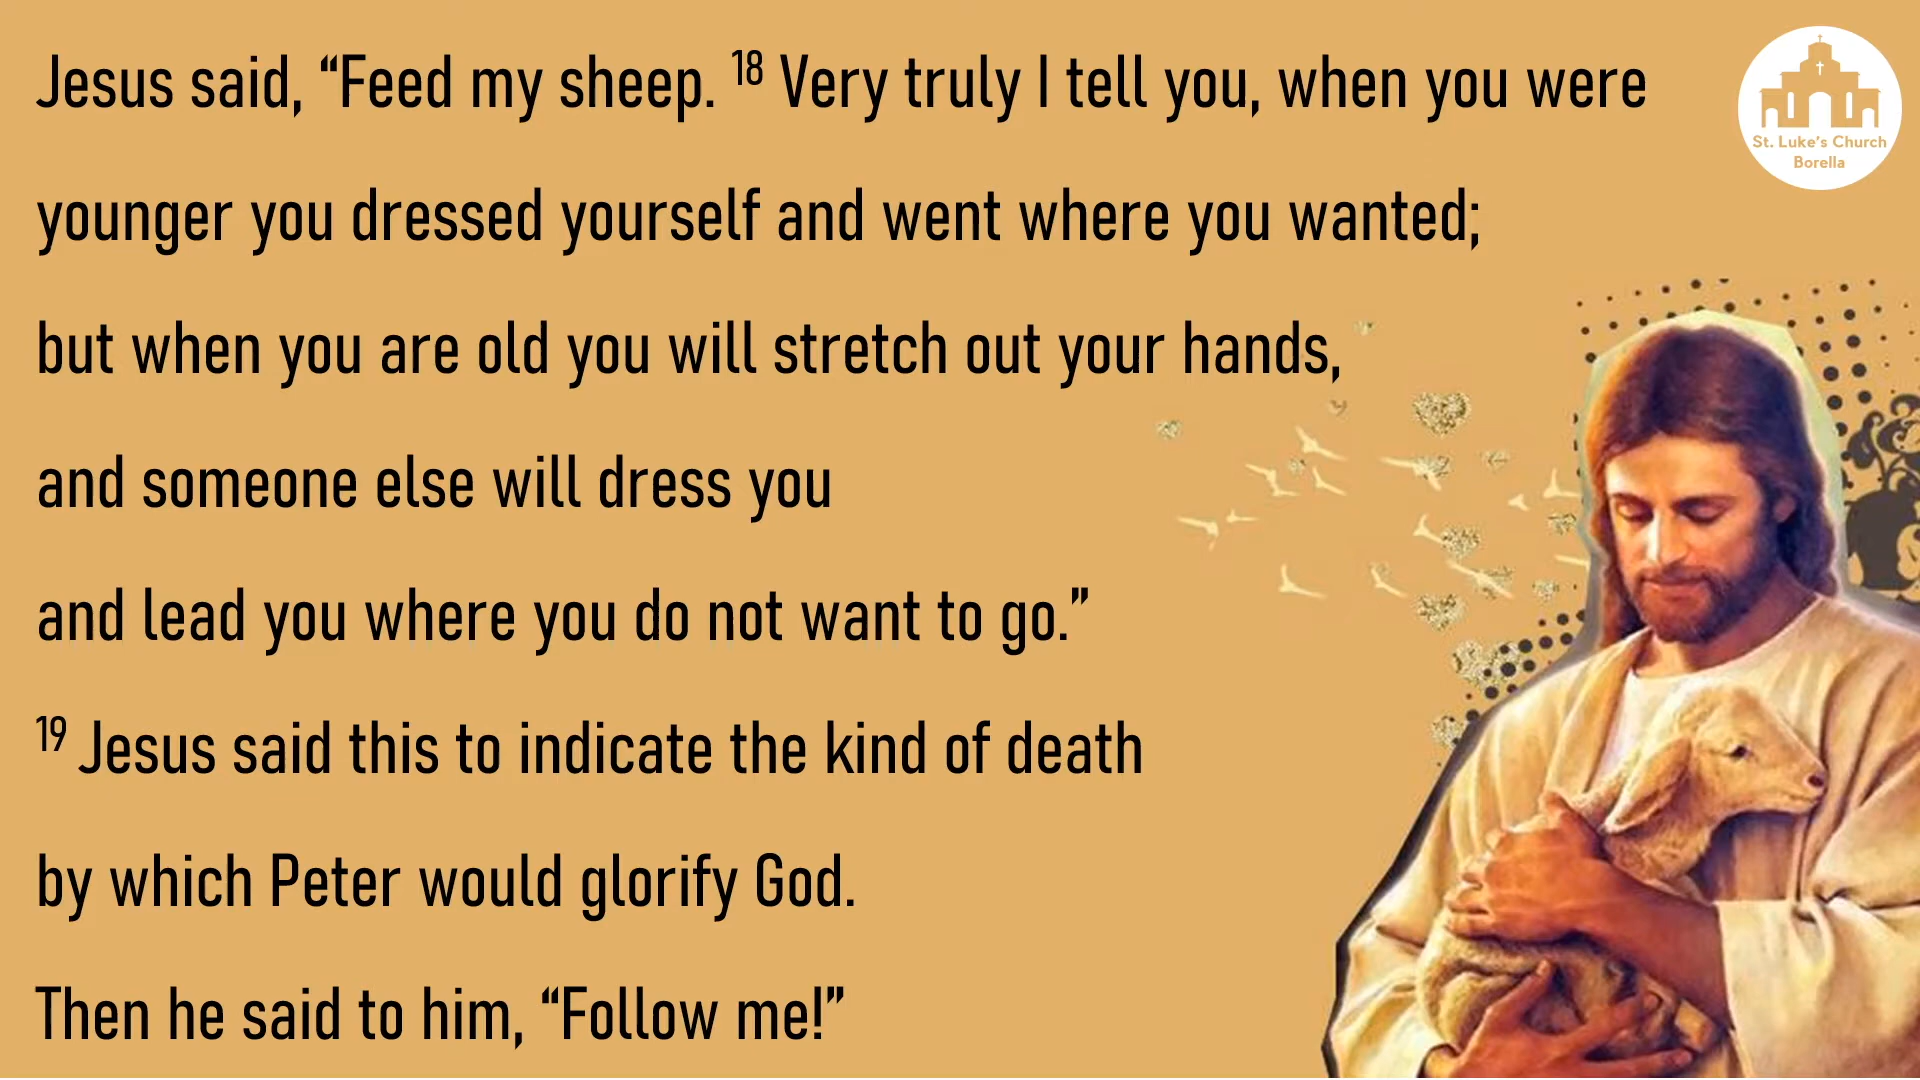 Jesus said, “Feed my sheep. 18 Very truly I tell you, when you were
younger you dressed yourself and went where you wanted;
but when you are old you will stretch out your hands,
and someone else will dress you
and lead you where you do not want to go.”
19 Jesus said this to indicate the kind of death
by which Peter would glorify God.
Then he said to him, “Follow me!”
St. Luke's Church
Borella